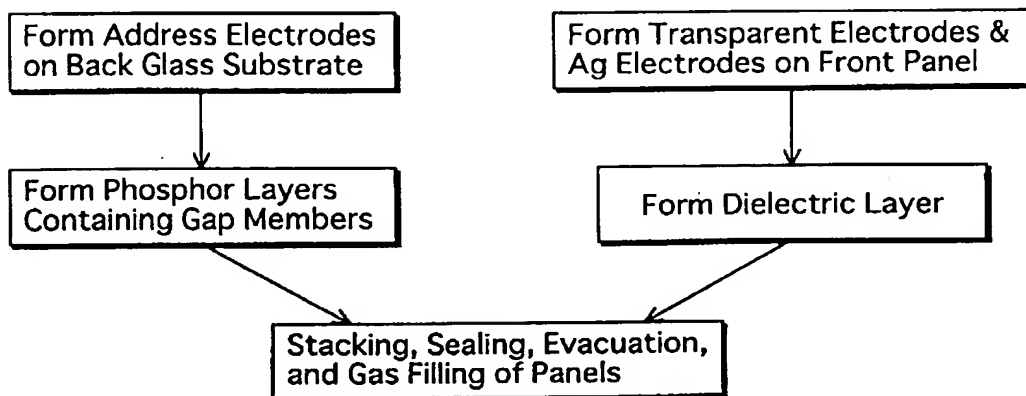 Form Address Electrodes
on Back Glass Substrate
Form Transparent Electrodes &
Ag Electrodes on Front Panel
Form Phosphor Layers
Containing Gap Members
Form Dielectric Layer
Stacking, Sealing, Evacuation,
and Gas Filling of Panels